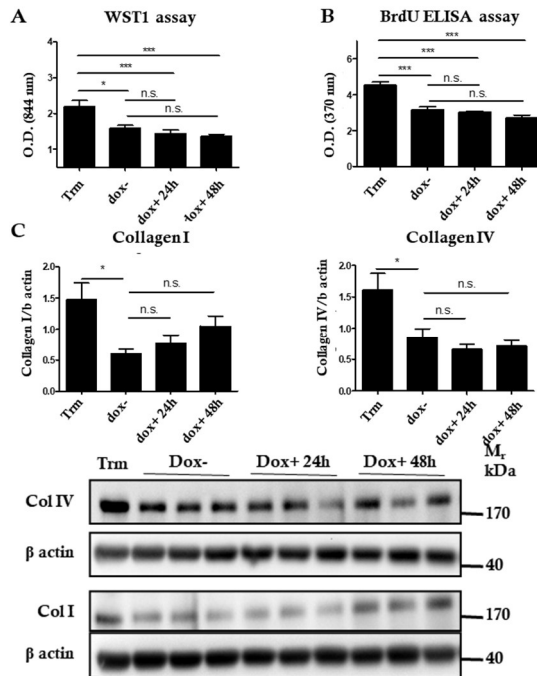 A
WST1 assay
***
***
*
n.s.
n.s.
O.D. (844 nm)
4
3
2
1
Trm
dox-
dox+ 24h
dox+ 48h
B
BrdU ELISA assay
***
***
***
n.s.
n.s.
O.D. (370 nm)
6
4
2
0
Trm
dox-
dox+ 24h
dox+ 48h
C
Collagen I
*
n.s.
n.s.
Collagen I/b actin
2.0
1.5
1.0
0.5
0.0
Trm
dox-
dox+ 24h
dox+ 48h
Collagen IV
*
n.s.
n.s.
Collagen IV/b actin
2.0
1.5
1.0
0.5
0.0
Trm
dox-
dox+ 24h
dox+ 48h
Trm Dox- Dox+ 24h Dox+ 48h Mr
kDa
Col IV 170
β actin 40
Col I 170
β actin 40